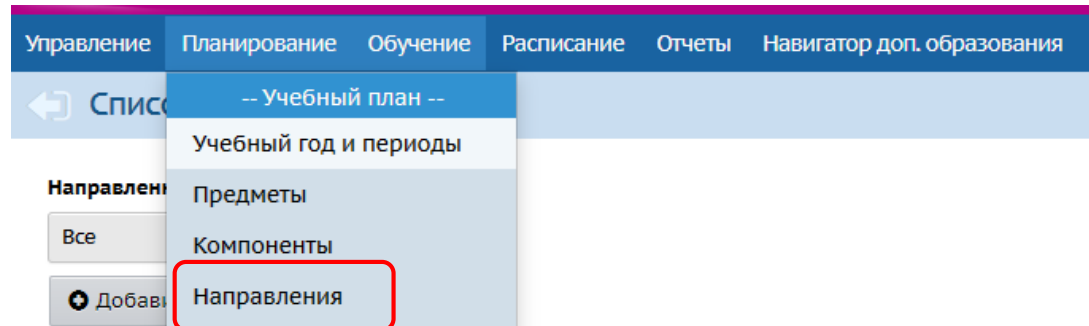 Управление Планирование Обучение Расписание Отчеты Навигатор доп. образования
-- Учебный план --
Учебный год и периоды
Предметы
Все
Компоненты
Направления